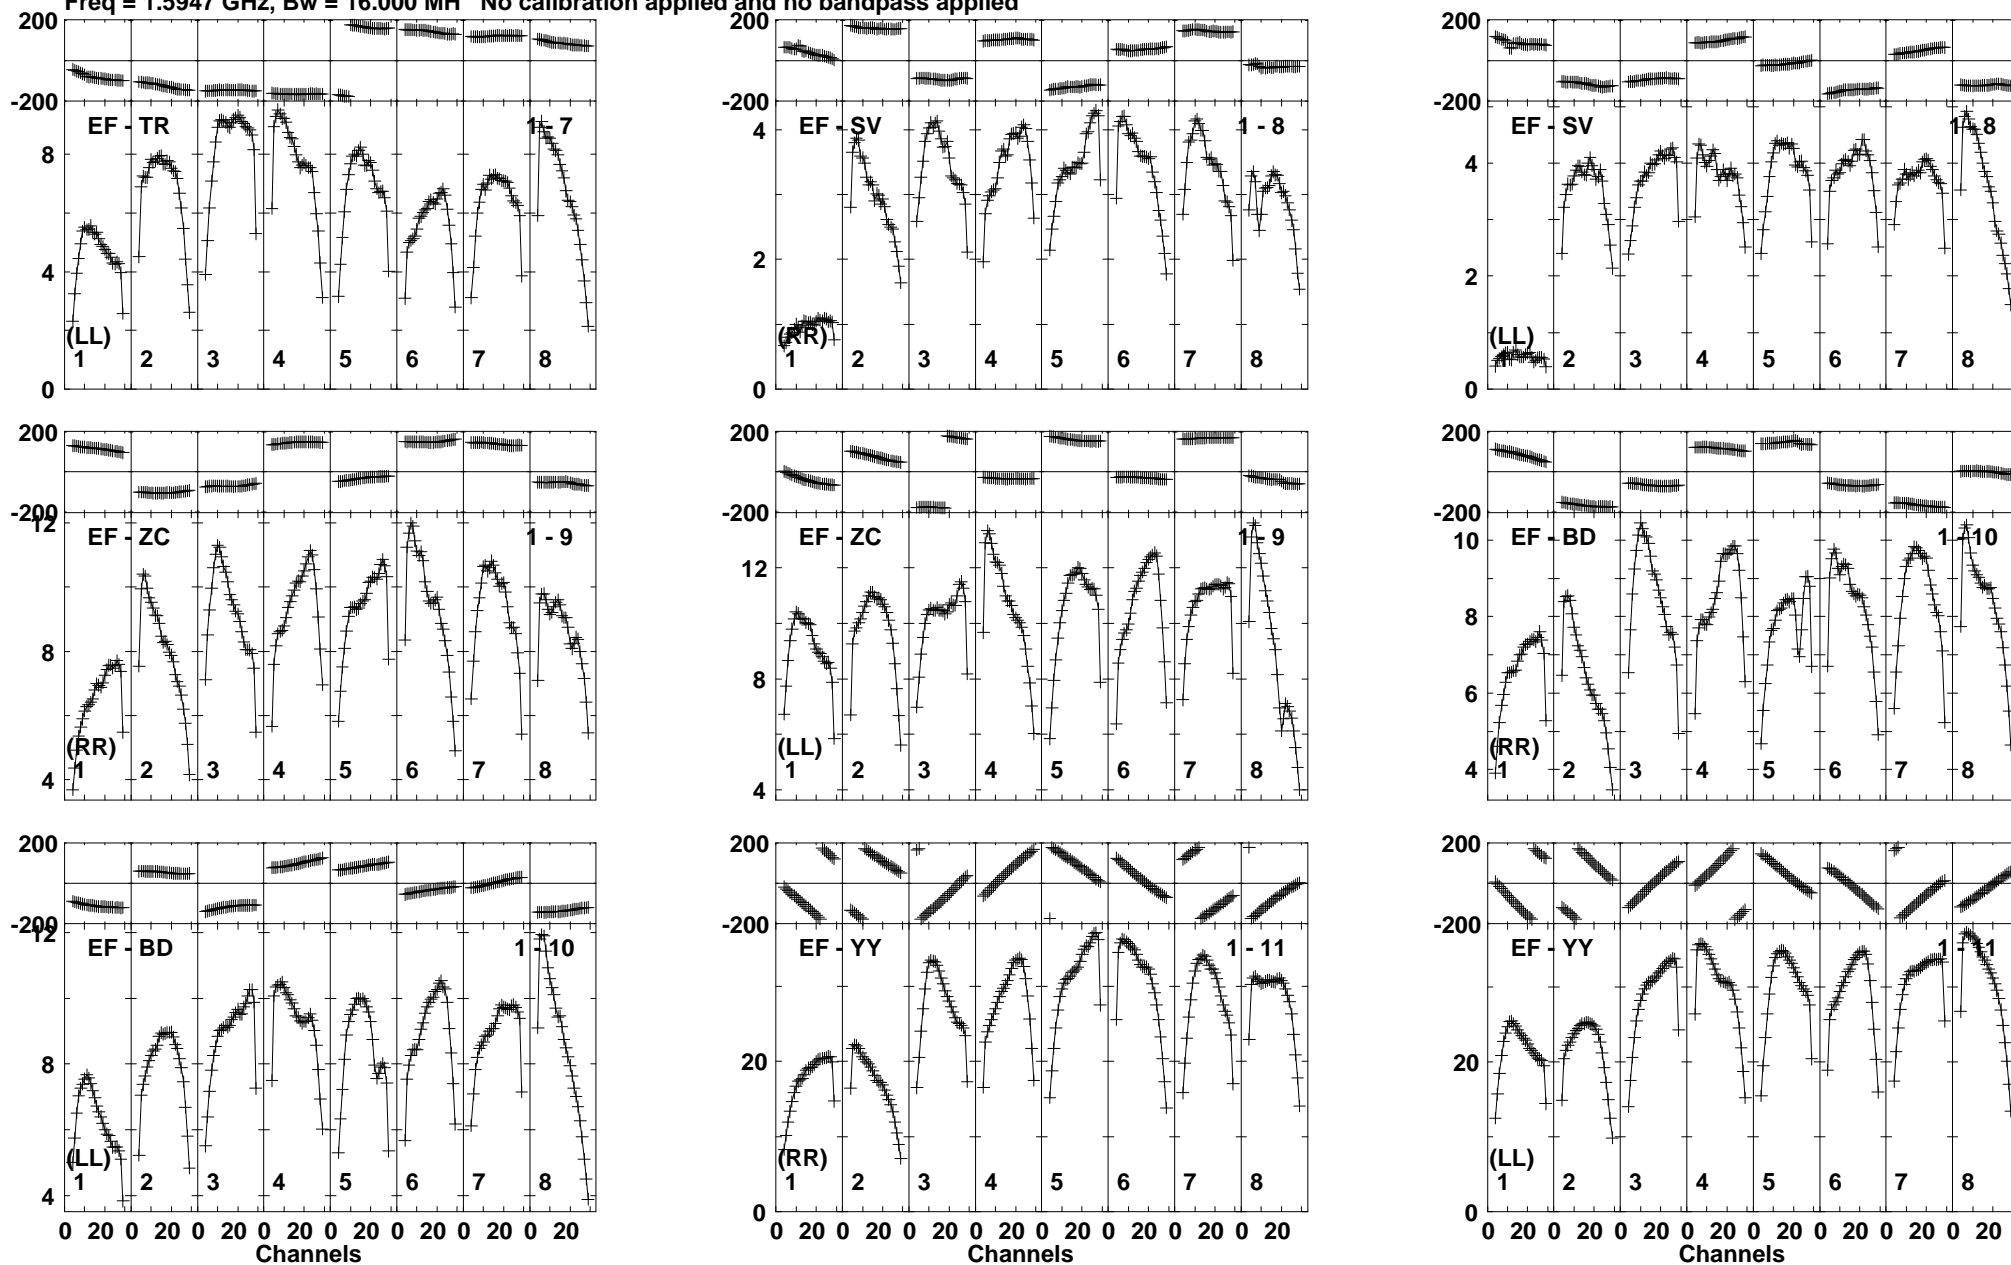 Freq = 1.5947 GHz, Bw = 16.000 MH No calibration applied and no bandpass applied
200
-200
EF - TR 1 - 7
8
4
0
(LL)
1 2 3 4 5 6 7 8
200
-200
EF - SV 1 - 8
4
2
0
(RR)
1 2 3 4 5 6 7 8
200
-200
EF - SV 1 - 8
4
2
0
(LL)
1 2 3 4 5 6 7 8
200
-200
EF - ZC 1 - 9
12
8
4
(RR)
1 2 3 4 5 6 7 8
200
-200
EF - ZC 1 - 9
12
8
4
(LL)
1 2 3 4 5 6 7 8
200
-200
EF - BD 1 - 10
10
8
6
4
(RR)
1 2 3 4 5 6 7 8
200
-200
EF - BD 1 - 10
12
8
4
(LL)
1 2 3 4 5 6 7 8
0 20 0 20 0 20 0 20 0 20 0 20 0 20 0 20
Channels
200
-200
EF - YY 1 - 11
20
0
(RR)
1 2 3 4 5 6 7 8
0 20 0 20 0 20 0 20 0 20 0 20 0 20 0 20
Channels
200
-200
EF - YY 1 - 11
20
0
(LL)
1 2 3 4 5 6 7 8
0 20 0 20 0 20 0 20 0 20 0 20 0 20 0 20
Channels